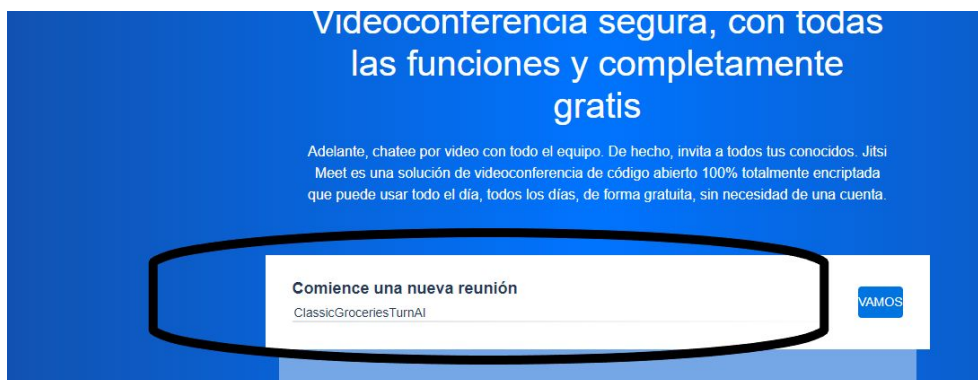 Videoconferencia segura, con todas
las funciones y completamente
gratis
Adelante, chatee por video con todo el equipo. De hecho, invita a todos tus conocidos. Jitsi
Meet es una solución de videoconferencia de código abierto 100% totalmente encriptada
que puede usar todo el día, todos los días, de forma gratuita, sin necesidad de una cuenta.
Comience una nueva reunión
ClassicGroceriesTurnAl
VAMOS